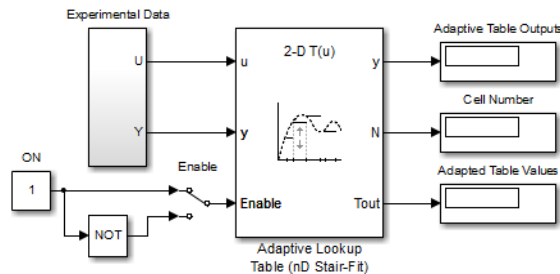 Experimental Data
Adaptive Table Outputs
2-D T(u)
U
u
y
Cell Number
Y
y
N
ON
Enable
Adapted Table Values
1
Enable
Tout
NOT
Adaptive Lookup
Table (nD Stair-Fit)